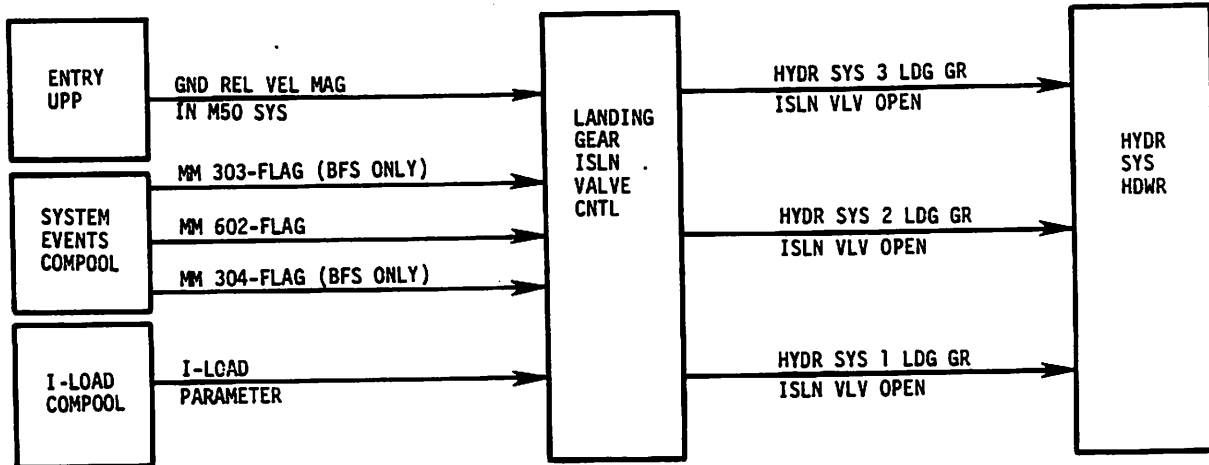 ENTRY
UPP
GND REL VEL MAG
IN M50 SYS
SYSTEM
EVENTS
COMPOOL
MM 303-FLAG (BFS ONLY)
MM 602-FLAG
MM 304-FLAG (BFS ONLY)
I-LOAD
COMPOOL
I-LOAD
PARAMETER
LANDING
GEAR
ISLN
VALVE
CNTL
HYDR SYS 3 LDG GR
ISLN VLV OPEN
HYDR SYS 2 LDG GR
ISLN VLV OPEN
HYDR SYS 1 LDG GR
ISLN VLV OPEN
HYDR
SYS
HDWR